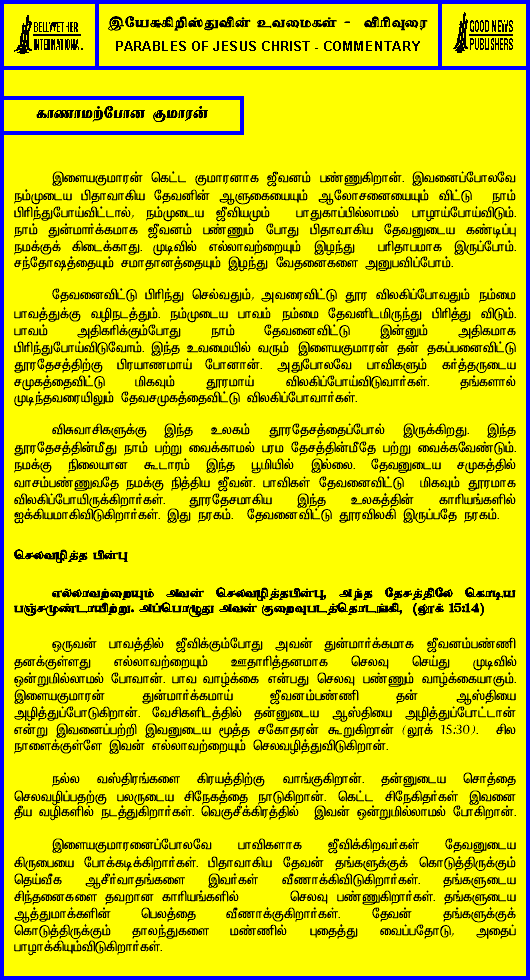 BELLWETHER
INTERNATIONAL
இயேசுகிறிஸ்துவின் உவமைகள் - விரிவுரை
PARABLES OF JESUS CHRIST - COMMENTARY
GOOD NEWS
PUBLISHERS
காணாமற்போன குமாரன்
இளையகுமாரன் கெட்ட குமாரனாக ஜீவனம் பண்ணுகிறான். இவனைப்போலவே
நம்முடைய பிதாவாகிய தேவனின் ஆளுகையையும் ஆலோசனையையும் விட்டு நாம்
பிரிந்துபோய்விட்டால், நம்முடைய ஜீவியமும் பாதுகாப்பில்லாமல் பாழாய்போய்விடும்.
நாம் துன்மார்க்கமாக ஜீவனம் பண்ணும் போது பிதாவாகிய தேவனுடைய கண்டிப்பு
நமக்குக் கிடைக்காது. முடிவில் எல்லாவற்றையும் இழந்து பரிதாபமாக இருப்போம்.
சந்தோஷத்தையும் சமாதானத்தையும் இழந்து வேதனைகளை அனுபவிப்போம்.
தேவனைவிட்டு பிரிந்து செல்வதும், அவரைவிட்டு தூர விலகிப்போவதும் நம்மை
பாவத்துக்கு வழிநடத்தும். நம்முடைய பாவம் நம்மை தேவனிடமிருந்து பிரித்து விடும்.
பாவம் அதிகரிக்கும்போது நாம் தேவனைவிட்டு இன்னும் அதிகமாக
பிரிந்துபோய்விடுவோம். இந்த உவமையில் வரும் இளையகுமாரன் தன் தகப்பனைவிட்டு
தூரதேசத்திற்கு பிரயாணமாய் போனான். அதுபோலவே பாவிகளும் கர்த்தருடைய
சமுகத்தைவிட்டு மிகவும் தூரமாய் விலகிப்போய்விடுவார்கள். தங்களால்
முடிந்தவரையிலும் தேவசமுகத்தைவிட்டு விலகிப்போவார்கள்.
விசுவாசிகளுக்கு இந்த உலகம் தூரதேசத்தைப்போல் இருக்கிறது. இந்த
தூரதேசத்தின்மீது நாம் பற்று வைக்காமல் பரம தேசத்தின்மீதே பற்று வைக்கவேண்டும்.
நமக்கு நிலையான கூடாரம் இந்த பூமியில் இல்லை. தேவனுடைய சமுகத்தில்
வாசம்பண்ணுவதே நமக்கு நித்திய ஜீவன். பாவிகள் தேவனைவிட்டு மிகவும் தூரமாக
விலகிப்போயிருக்கிறார்கள். தூரதேசமாகிய இந்த உலகத்தின் காரியங்களில்
ஐக்கியமாகிவிடுகிறார்கள். இது நரகம். தேவனைவிட்டு தூரவிலகி இருப்பதே நரகம்.
செலவழித்த பின்பு
எல்லாவற்றையும் அவன் செலவழித்தபின்பு, அந்த தேசத்திலே கொடிய
பஞ்சமுண்டாயிற்று. அப்பொழுது அவன் குறைவுபடத்தொடங்கி, (லூக் 15:14)
ஒருவன் பாவத்தில் ஜீவிக்கும்போது அவன் துன்மார்க்கமாக ஜீவனம்பண்ணி
தனக்குள்ளது எல்லாவற்றையும் ஊதாரித்தனமாக செலவு செய்து முடிவில்
ஒன்றுமில்லாமல் போவான். பாவ வாழ்க்கை என்பது செலவு பண்ணும் வாழ்க்கையாகும்.
இளையகுமாரன் துன்மார்க்கமாய் ஜீவனம்பண்ணி தன் ஆஸ்தியை
அழித்துப்போடுகிறான். வேசிகளிடத்தில் தன்னுடைய ஆஸ்தியை அழித்துப்போட்டான்
என்று இவனைப்பற்றி இவனுடைய மூத்த சகோதரன் கூறுகிறான் (லூக் 15:30). சில
நாளைக்குள்ளே இவன் எல்லாவற்றையும் செலவழித்துவிடுகிறான்.
நல்ல வஸ்திரங்களை கிரயத்திற்கு வாங்குகிறான். தன்னுடைய சொத்தை
செலவழிப்பதற்கு பலருடைய சிநேகத்தை நாடுகிறான். கெட்ட சிநேகிதர்கள் இவனை
தீய வழிகளில் நடத்துகிறார்கள். வெகுசீக்கிரத்தில் இவன் ஒன்றுமில்லாமல் போகிறான்.
இளையகுமாரனைப்போலவே பாவிகளாக ஜீவிக்கிறவர்கள் தேவனுடைய
கிருபையை போக்கடிக்கிறார்கள். பிதாவாகிய தேவன் தங்களுக்குக் கொடுத்திருக்கும்
தெய்வீக ஆசீர்வாதங்களை இவர்கள் வீணாக்கிவிடுகிறார்கள். தங்களுடைய
சிந்தனைகளை தவறான காரியங்களில் செலவு பண்ணுகிறார்கள். தங்களுடைய
ஆத்துமாக்களின் பெலத்தை வீணாக்குகிறார்கள். தேவன் தங்களுக்குக்
கொடுத்திருக்கும் தாலந்துகளை மண்ணில் புதைத்து வைப்பதோடு, அதைப்
பாழாக்கியும்விடுகிறார்கள்.